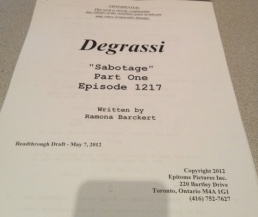 Degrassi
"Sabotage"
Part One
Episode 1217
Written by
Ramona Barckert
Readthrough Draft - May 7, 2012
Copyright 2012
Epitome Pictures Inc.
220 Bartley Drive
Toronto, Ontario M4A 1G1
(416) 752-7627